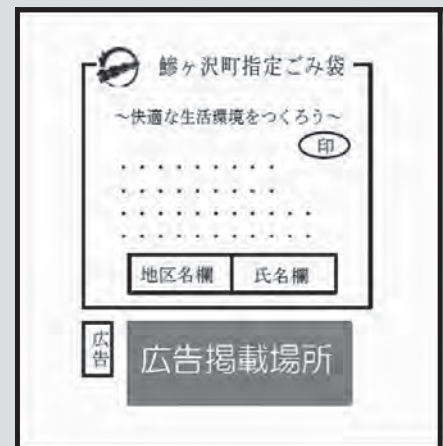 鰺ヶ沢町指定ごみ袋
~快適な生活環境をつくろう~
印
・・・・・・・・・
・・・・・・・・・
・・・・・・・・・・・
・・・・・・・・・・・
地区名欄 氏名欄
広告
広告掲載場所